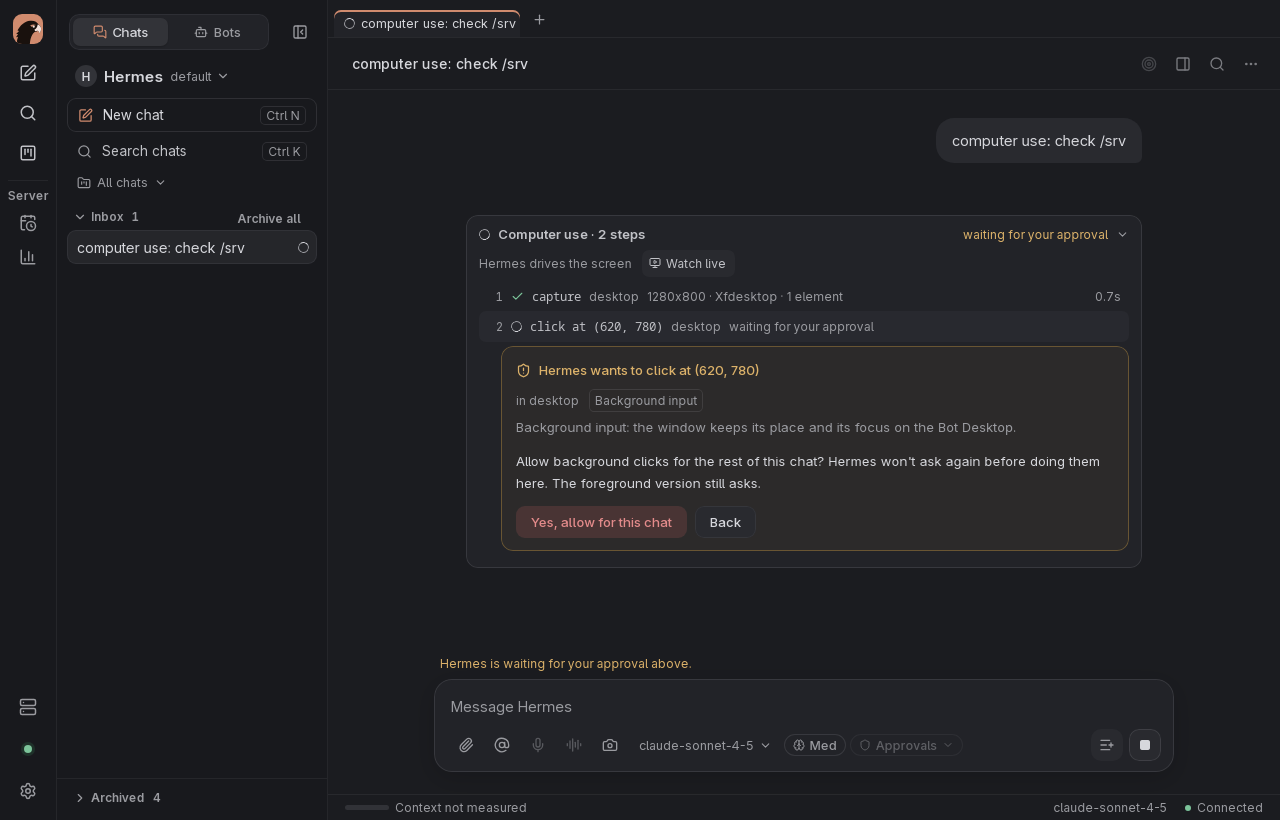 Chats
Bots
computer use: check /srv
H Hermes default
computer use: check /srv
New chat Ctrl N
Search chats Ctrl K
All chats
Server
Inbox 1 Archive all
computer use: check /srv
computer use: check /srv
Computer use · 2 steps waiting for your approval
Hermes drives the screen Watch live
1 capture desktop 1280x800 · Xfdesktop · 1 element 0.7s
2 click at (620, 780) desktop waiting for your approval
Hermes wants to click at (620, 780)
in desktop Background input
Background input: the window keeps its place and its focus on the Bot Desktop.
Allow background clicks for the rest of this chat? Hermes won't ask again before doing them
here. The foreground version still asks.
Yes, allow for this chat Back
Hermes is waiting for your approval above.
Message Hermes
claude-sonnet-4-5 Med Approvals
Archived 4
Context not measured claude-sonnet-4-5 Connected